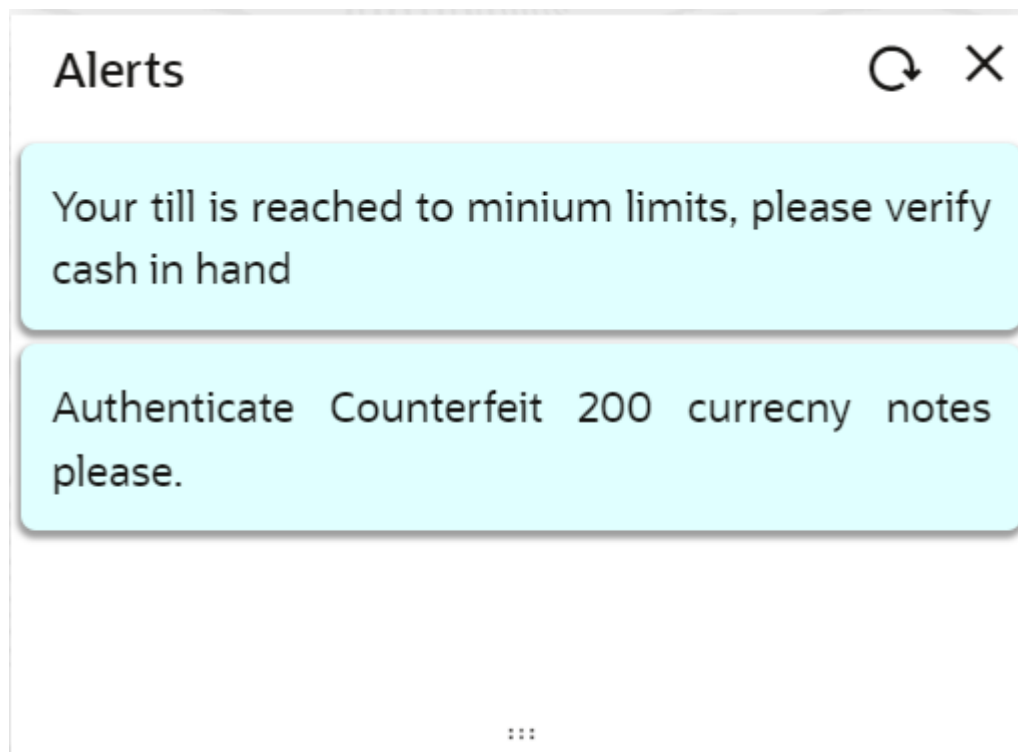 Alerts
Your till is reached to minium limits, please verify
cash in hand
Authenticate Counterfeit 200 currecny notes
please.